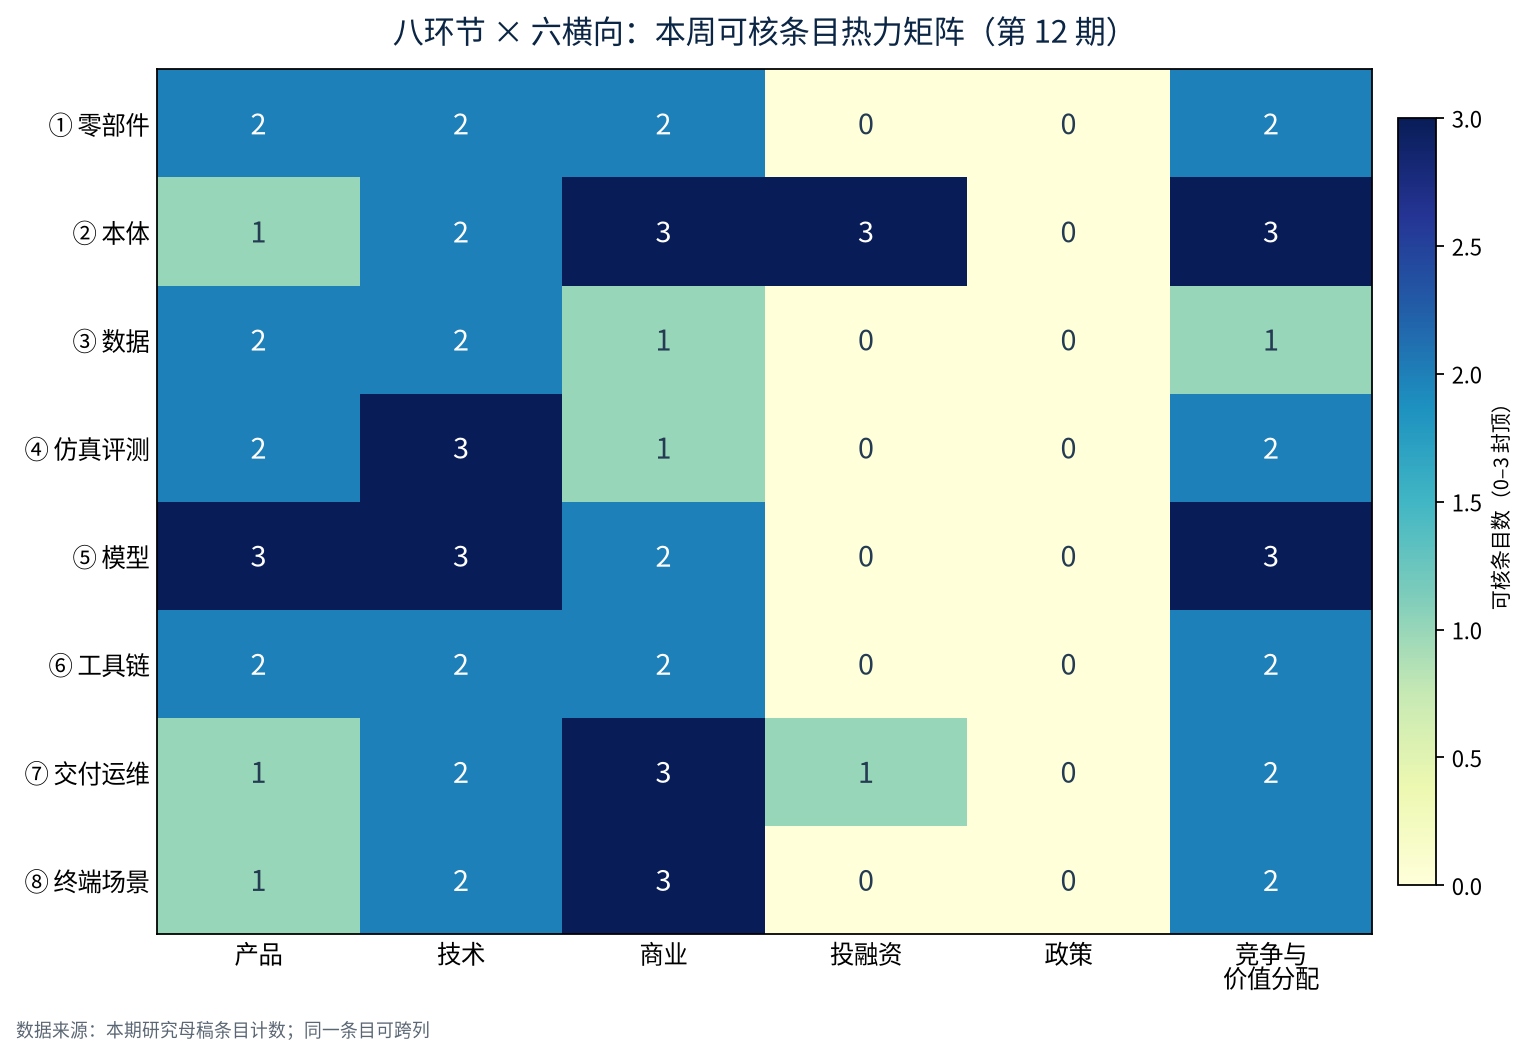 八环节 × 六横向：本周可核条目热力矩阵（第 12 期）
① 零部件 2 2 2 0 0 2
② 本体 1 2 3 3 0 3
③ 数据 2 2 1 0 0 1
④ 仿真评测 2 3 1 0 0 2
⑤ 模型 3 3 2 0 0 3
⑥ 工具链 2 2 2 0 0 2
⑦ 交付运维 1 2 3 1 0 2
⑧ 终端场景 1 2 3 0 0 2
产品 技术 商业 投融资 政策 竞争与
价值分配
3.0
2.5
2.0
1.5
1.0
0.5
0.0
可核条目数（0–3 封顶）
数据来源：本期研究母稿条目计数；同一条目可跨列